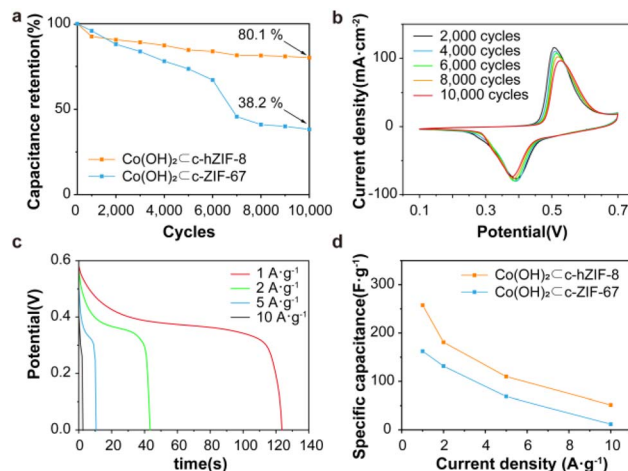 a
Capacitance retention(%)
100
75
50
25
0
80.1 %
38.2 %
Co(OH)₂⊂c-hZIF-8
Co(OH)₂⊂c-ZIF-67
0
2,000
4,000
6,000
8,000
10,000
Cycles
b
Current density(mA·cm⁻²)
100
0
-100
2,000 cycles
4,000 cycles
6,000 cycles
8,000 cycles
10,000 cycles
0.1
0.3
0.5
0.7
Potential(V)
c
Potential(V)
0.6
0.4
0.2
0.0
1 A·g⁻¹
2 A·g⁻¹
5 A·g⁻¹
10 A·g⁻¹
0
20
40
60
80
100
120
140
time(s)
d
Specific capacitance(F·g⁻¹)
300
200
100
0
Co(OH)₂⊂c-hZIF-8
Co(OH)₂⊂c-ZIF-67
0
2
4
6
8
10
Current density (A·g⁻¹)